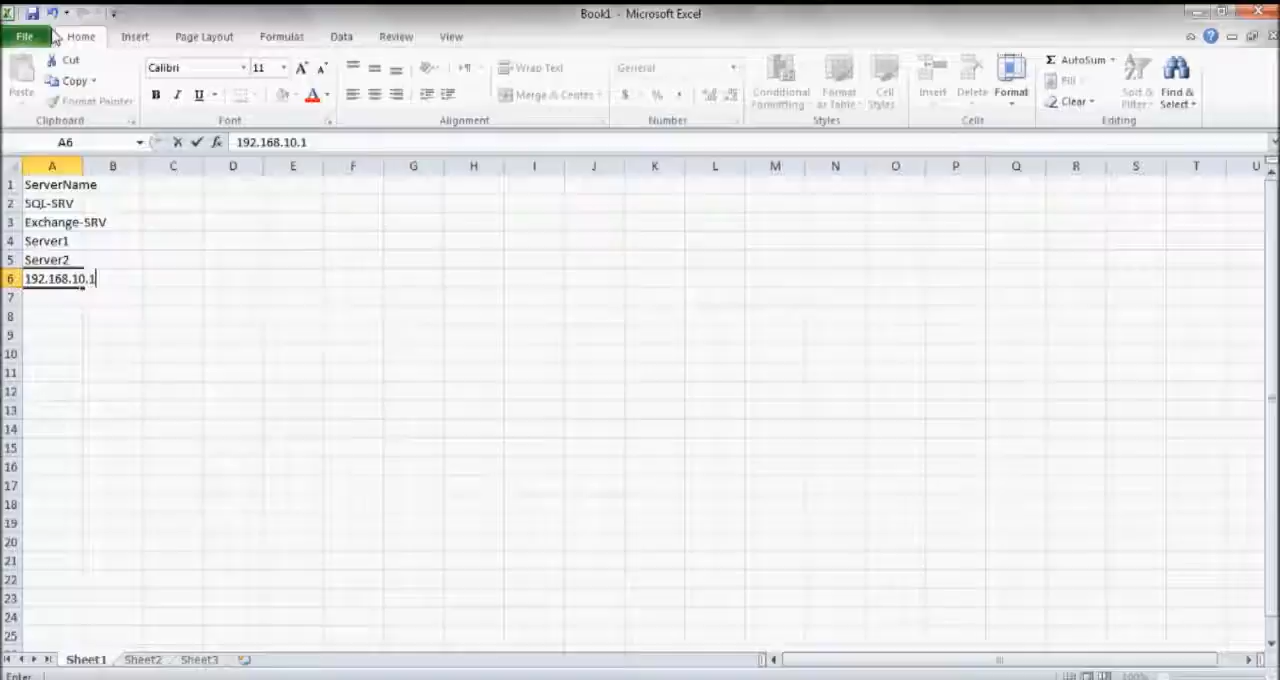 Book1 - Microsoft Excel
File Home Insert Page Layout Formulas Data Review View
Cut
Copy
Format Painter
Paste
Clipboard
Calibri 11
B I U
Font
Wrap Text
Merge & Center
Alignment
General
$ % ,
Number
Conditional Formatting
Format as Table
Cell Styles
Styles
Insert Delete Format
Cells
Σ AutoSum
Fill
Clear
Sort & Filter
Find & Select
Editing
A6 fx 192.168.10.1
A B C D E F G H I J K L M N O P Q R S T U
1 ServerName
2 SQL-SRV
3 Exchange-SRV
4 Server1
5 Server2
6 192.168.10.1
7
8
9
10
11
12
13
14
15
16
17
18
19
20
21
22
23
24
25
Sheet1 Sheet2 Sheet3
Enter 100%